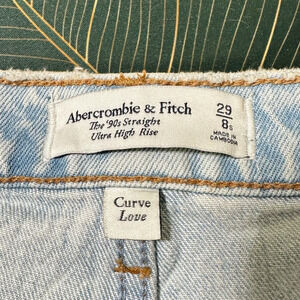 Abercrombie & Fitch
The '90s Straight
Ultra High Rise
29
8s
MADE IN
CAMBODIA
Curve
Love